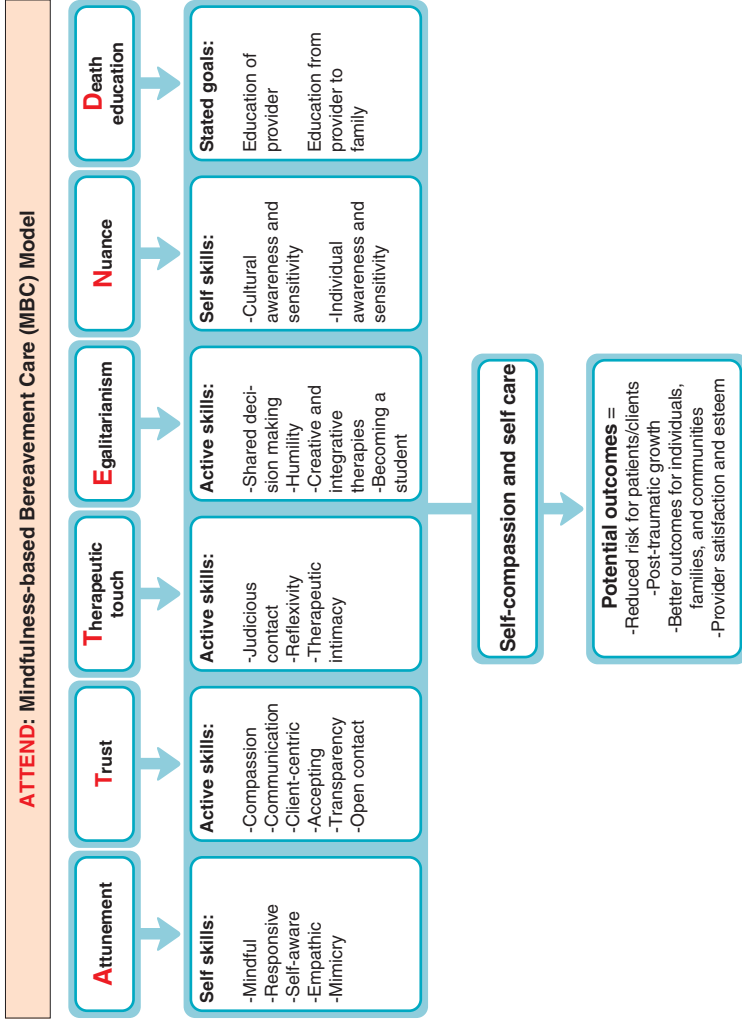 ATTEND: Mindfulness-based Bereavement Care (MBC) Model
Attunement
Self skills:
-Mindful
-Responsive
-Self-aware
-Empathic
-Mimicry
Trust
Active skills:
-Compassion
-Communication
-Client-centric
-Accepting
-Transparency
-Open contact
Therapeutic
touch
Active skills:
-Judicious
contact
-Reflexivity
-Therapeutic
intimacy
Egalitarianism
Active skills:
-Shared deci-
sion making
-Humility
-Creative and
integrative
therapies
-Becoming a
student
Nuance
Self skills:
-Cultural
awareness and
sensitivity
-Individual
awareness and
sensitivity
Death
education
Stated goals:
Education of
provider
Education from
provider to
family
Self-compassion and self care
Potential outcomes =
-Reduced risk for patients/clients
-Post-traumatic growth
-Better outcomes for individuals,
families, and communities
-Provider satisfaction and esteem